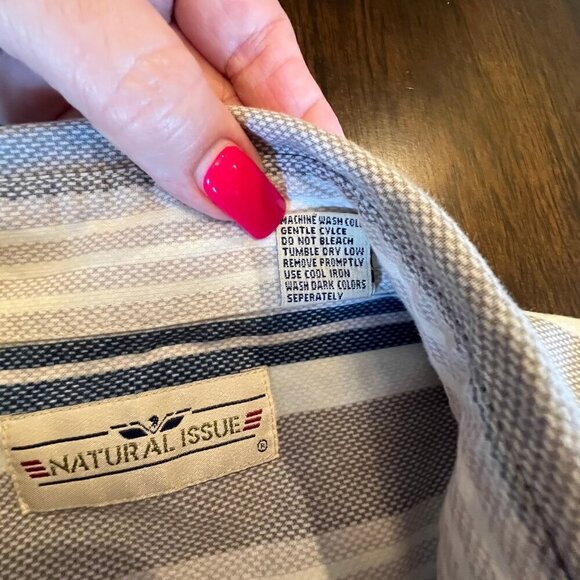 MACHINE WASH COL
GENTLE CYLCE
DO NOT BLEACH
TUMBLE DRY LOW
REMOVE PROMPTLY
USE COOL IRON
WASH DARK COLORS
SEPERATELY
NATURAL ISSUE
®